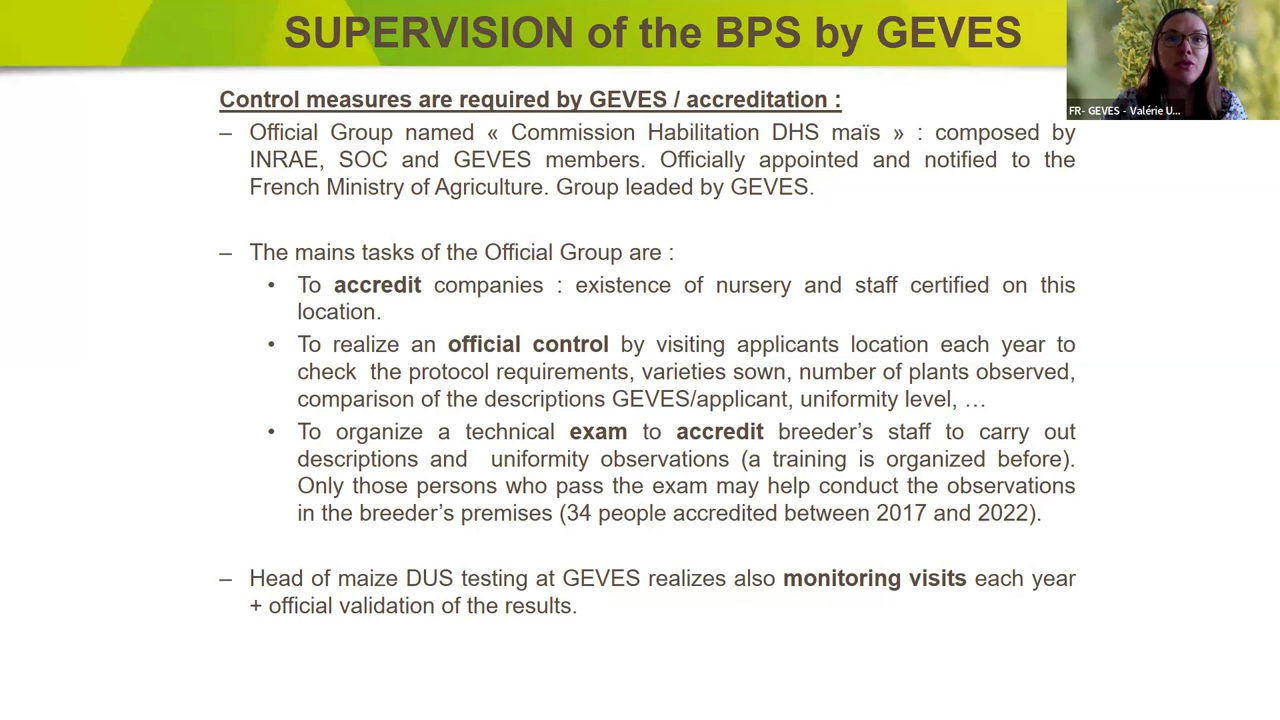 SUPERVISION of the BPS by GEVES
FR- GEVES - Valérie U...
Control measures are required by GEVES / accreditation :
– Official Group named « Commission Habilitation DHS maïs » : composed by
INRAE, SOC and GEVES members. Officially appointed and notified to the
French Ministry of Agriculture. Group leaded by GEVES.
– The mains tasks of the Official Group are :
• To accredit companies : existence of nursery and staff certified on this
location.
• To realize an official control by visiting applicants location each year to
check the protocol requirements, varieties sown, number of plants observed,
comparison of the descriptions GEVES/applicant, uniformity level, …
• To organize a technical exam to accredit breeder's staff to carry out
descriptions and uniformity observations (a training is organized before).
Only those persons who pass the exam may help conduct the observations
in the breeder's premises (34 people accredited between 2017 and 2022).
– Head of maize DUS testing at GEVES realizes also monitoring visits each year
+ official validation of the results.